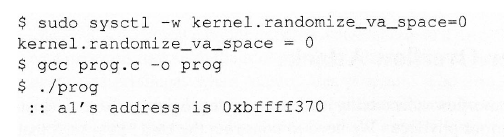 $ sudo sysctl -w kernel.randomize_va_space=0
kernel.randomize_va_space = 0
$ gcc prog.c -o prog
$ ./prog
:: a1's address is 0xbffff370